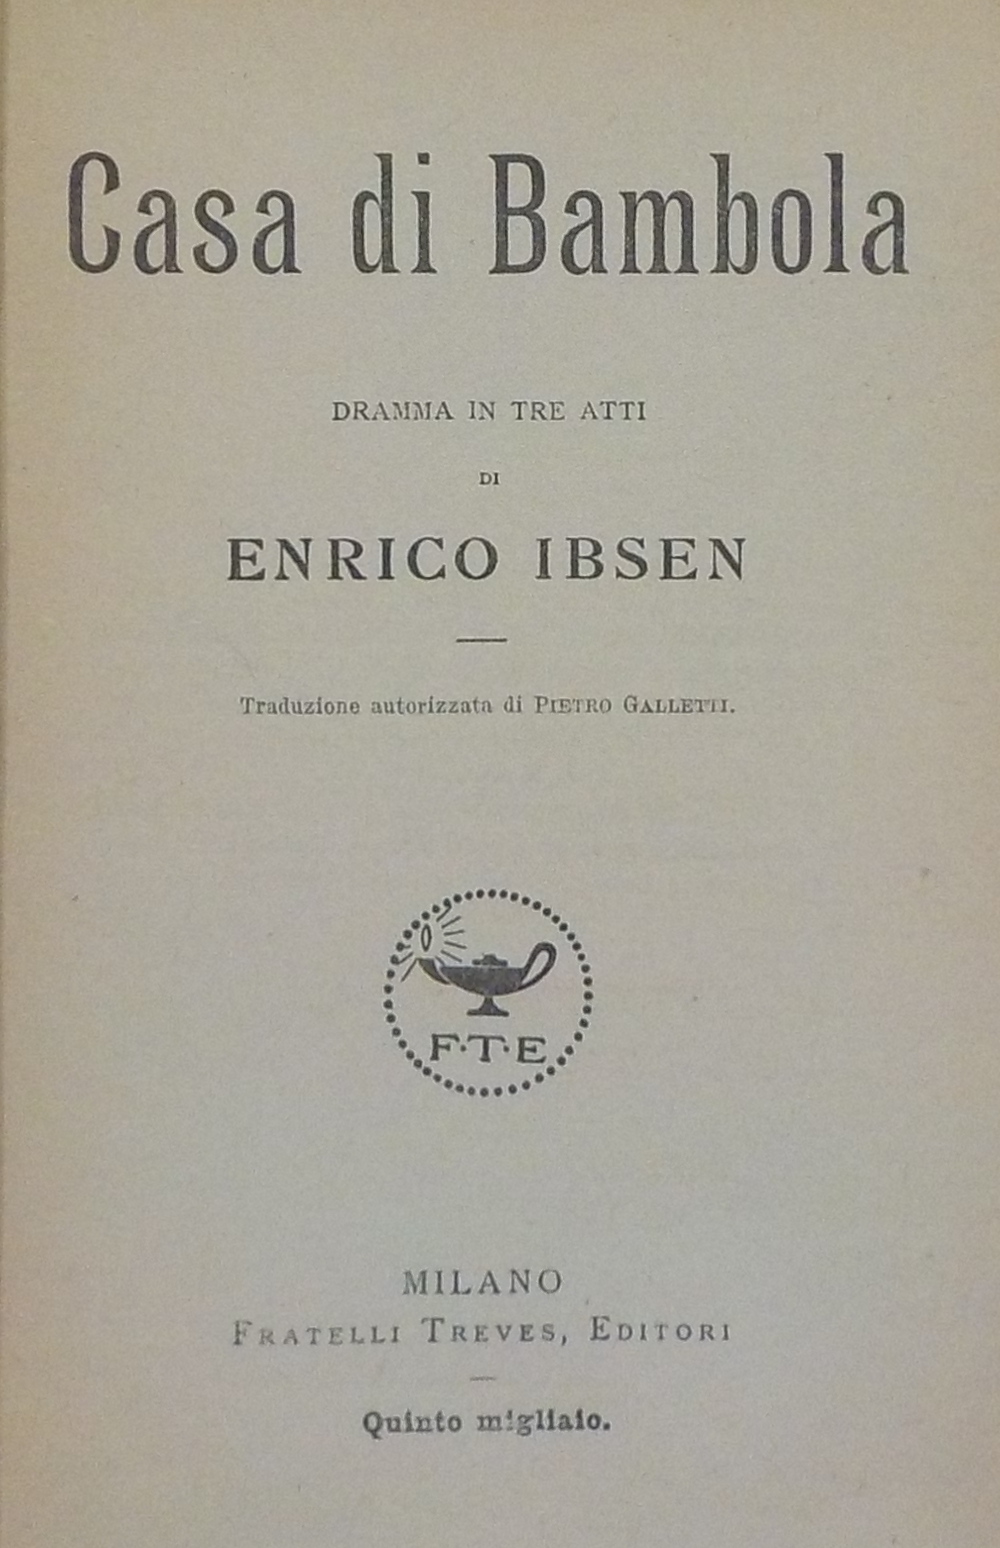 Casa di Bambola
DRAMMA IN TRE ATTI
DI
ENRICO IBSEN
Traduzione autorizzata di PIETRO GALLETTI.
F·T·E
MILANO
FRATELLI TREVES, EDITORI
Quinto migliaio.